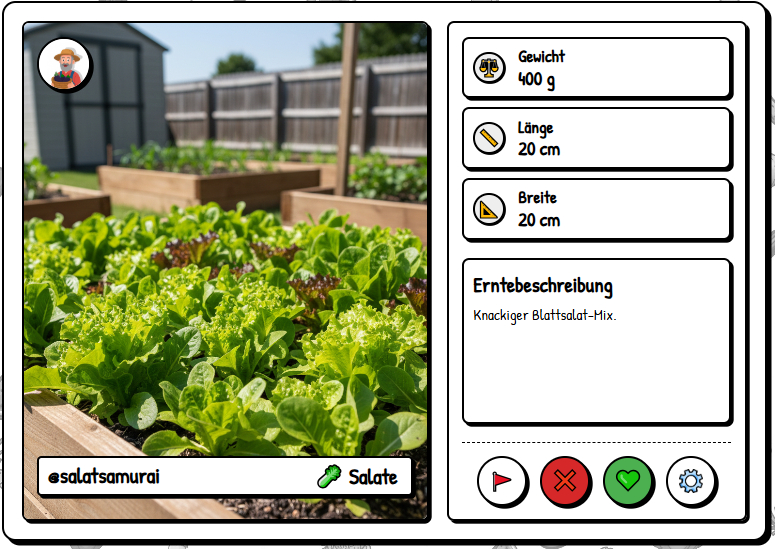 @salatsamurai
Salate
Gewicht
400 g
Länge
20 cm
Breite
20 cm
Erntebeschreibung
Knackiger Blattsalat-Mix.